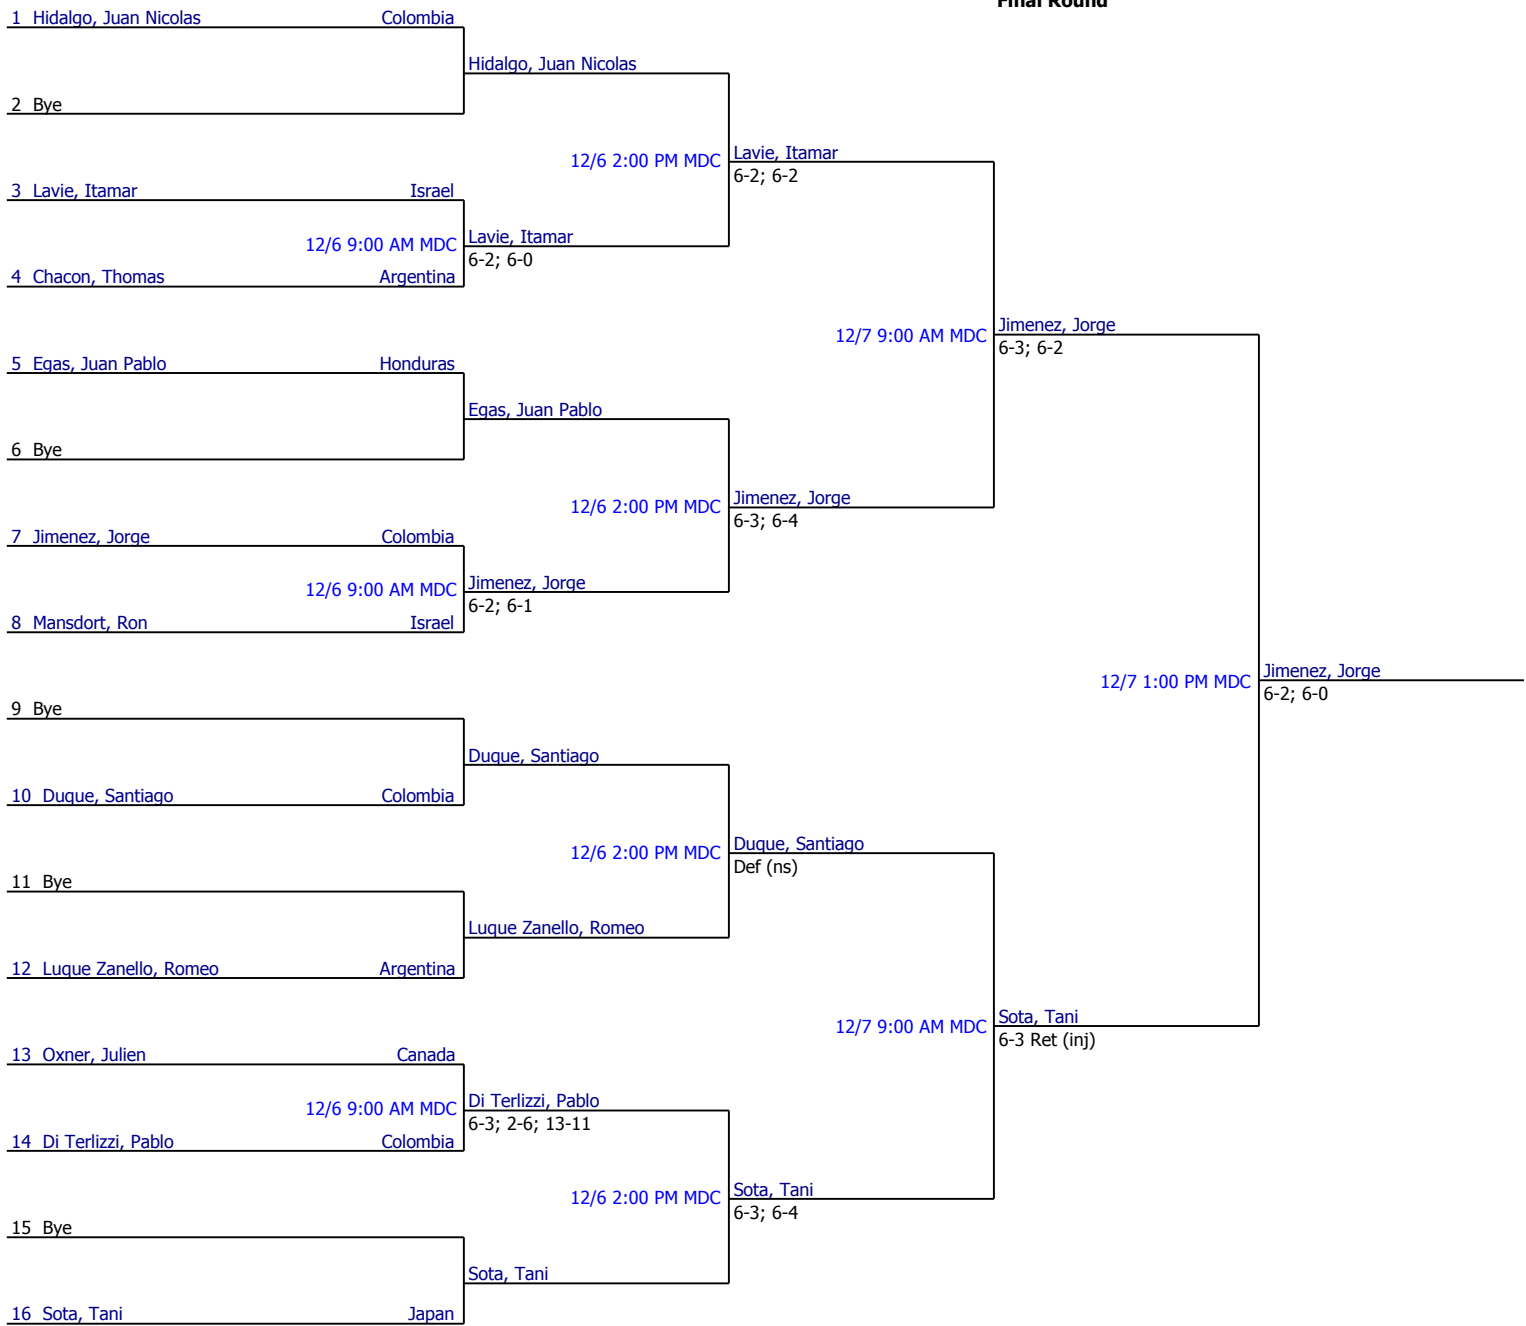 Final Round
1 Hidalgo, Juan Nicolas Colombia
Hidalgo, Juan Nicolas
2 Bye
12/6 2:00 PM MDC Lavie, Itamar
6-2; 6-2
3 Lavie, Itamar Israel
12/6 9:00 AM MDC Lavie, Itamar
6-2; 6-0
4 Chacon, Thomas Argentina
12/7 9:00 AM MDC Jimenez, Jorge
6-3; 6-2
5 Egas, Juan Pablo Honduras
Egas, Juan Pablo
6 Bye
12/6 2:00 PM MDC Jimenez, Jorge
6-3; 6-4
7 Jimenez, Jorge Colombia
12/6 9:00 AM MDC Jimenez, Jorge
6-2; 6-1
8 Mansdort, Ron Israel
12/7 1:00 PM MDC Jimenez, Jorge
6-2; 6-0
9 Bye
Duque, Santiago
10 Duque, Santiago Colombia
12/6 2:00 PM MDC Duque, Santiago
Def (ns)
11 Bye
Luque Zanello, Romeo
12 Luque Zanello, Romeo Argentina
12/7 9:00 AM MDC Sota, Tani
6-3 Ret (inj)
13 Oxner, Julien Canada
12/6 9:00 AM MDC Di Terlizzi, Pablo
6-3; 2-6; 13-11
14 Di Terlizzi, Pablo Colombia
12/6 2:00 PM MDC Sota, Tani
6-3; 6-4
15 Bye
Sota, Tani
16 Sota, Tani Japan